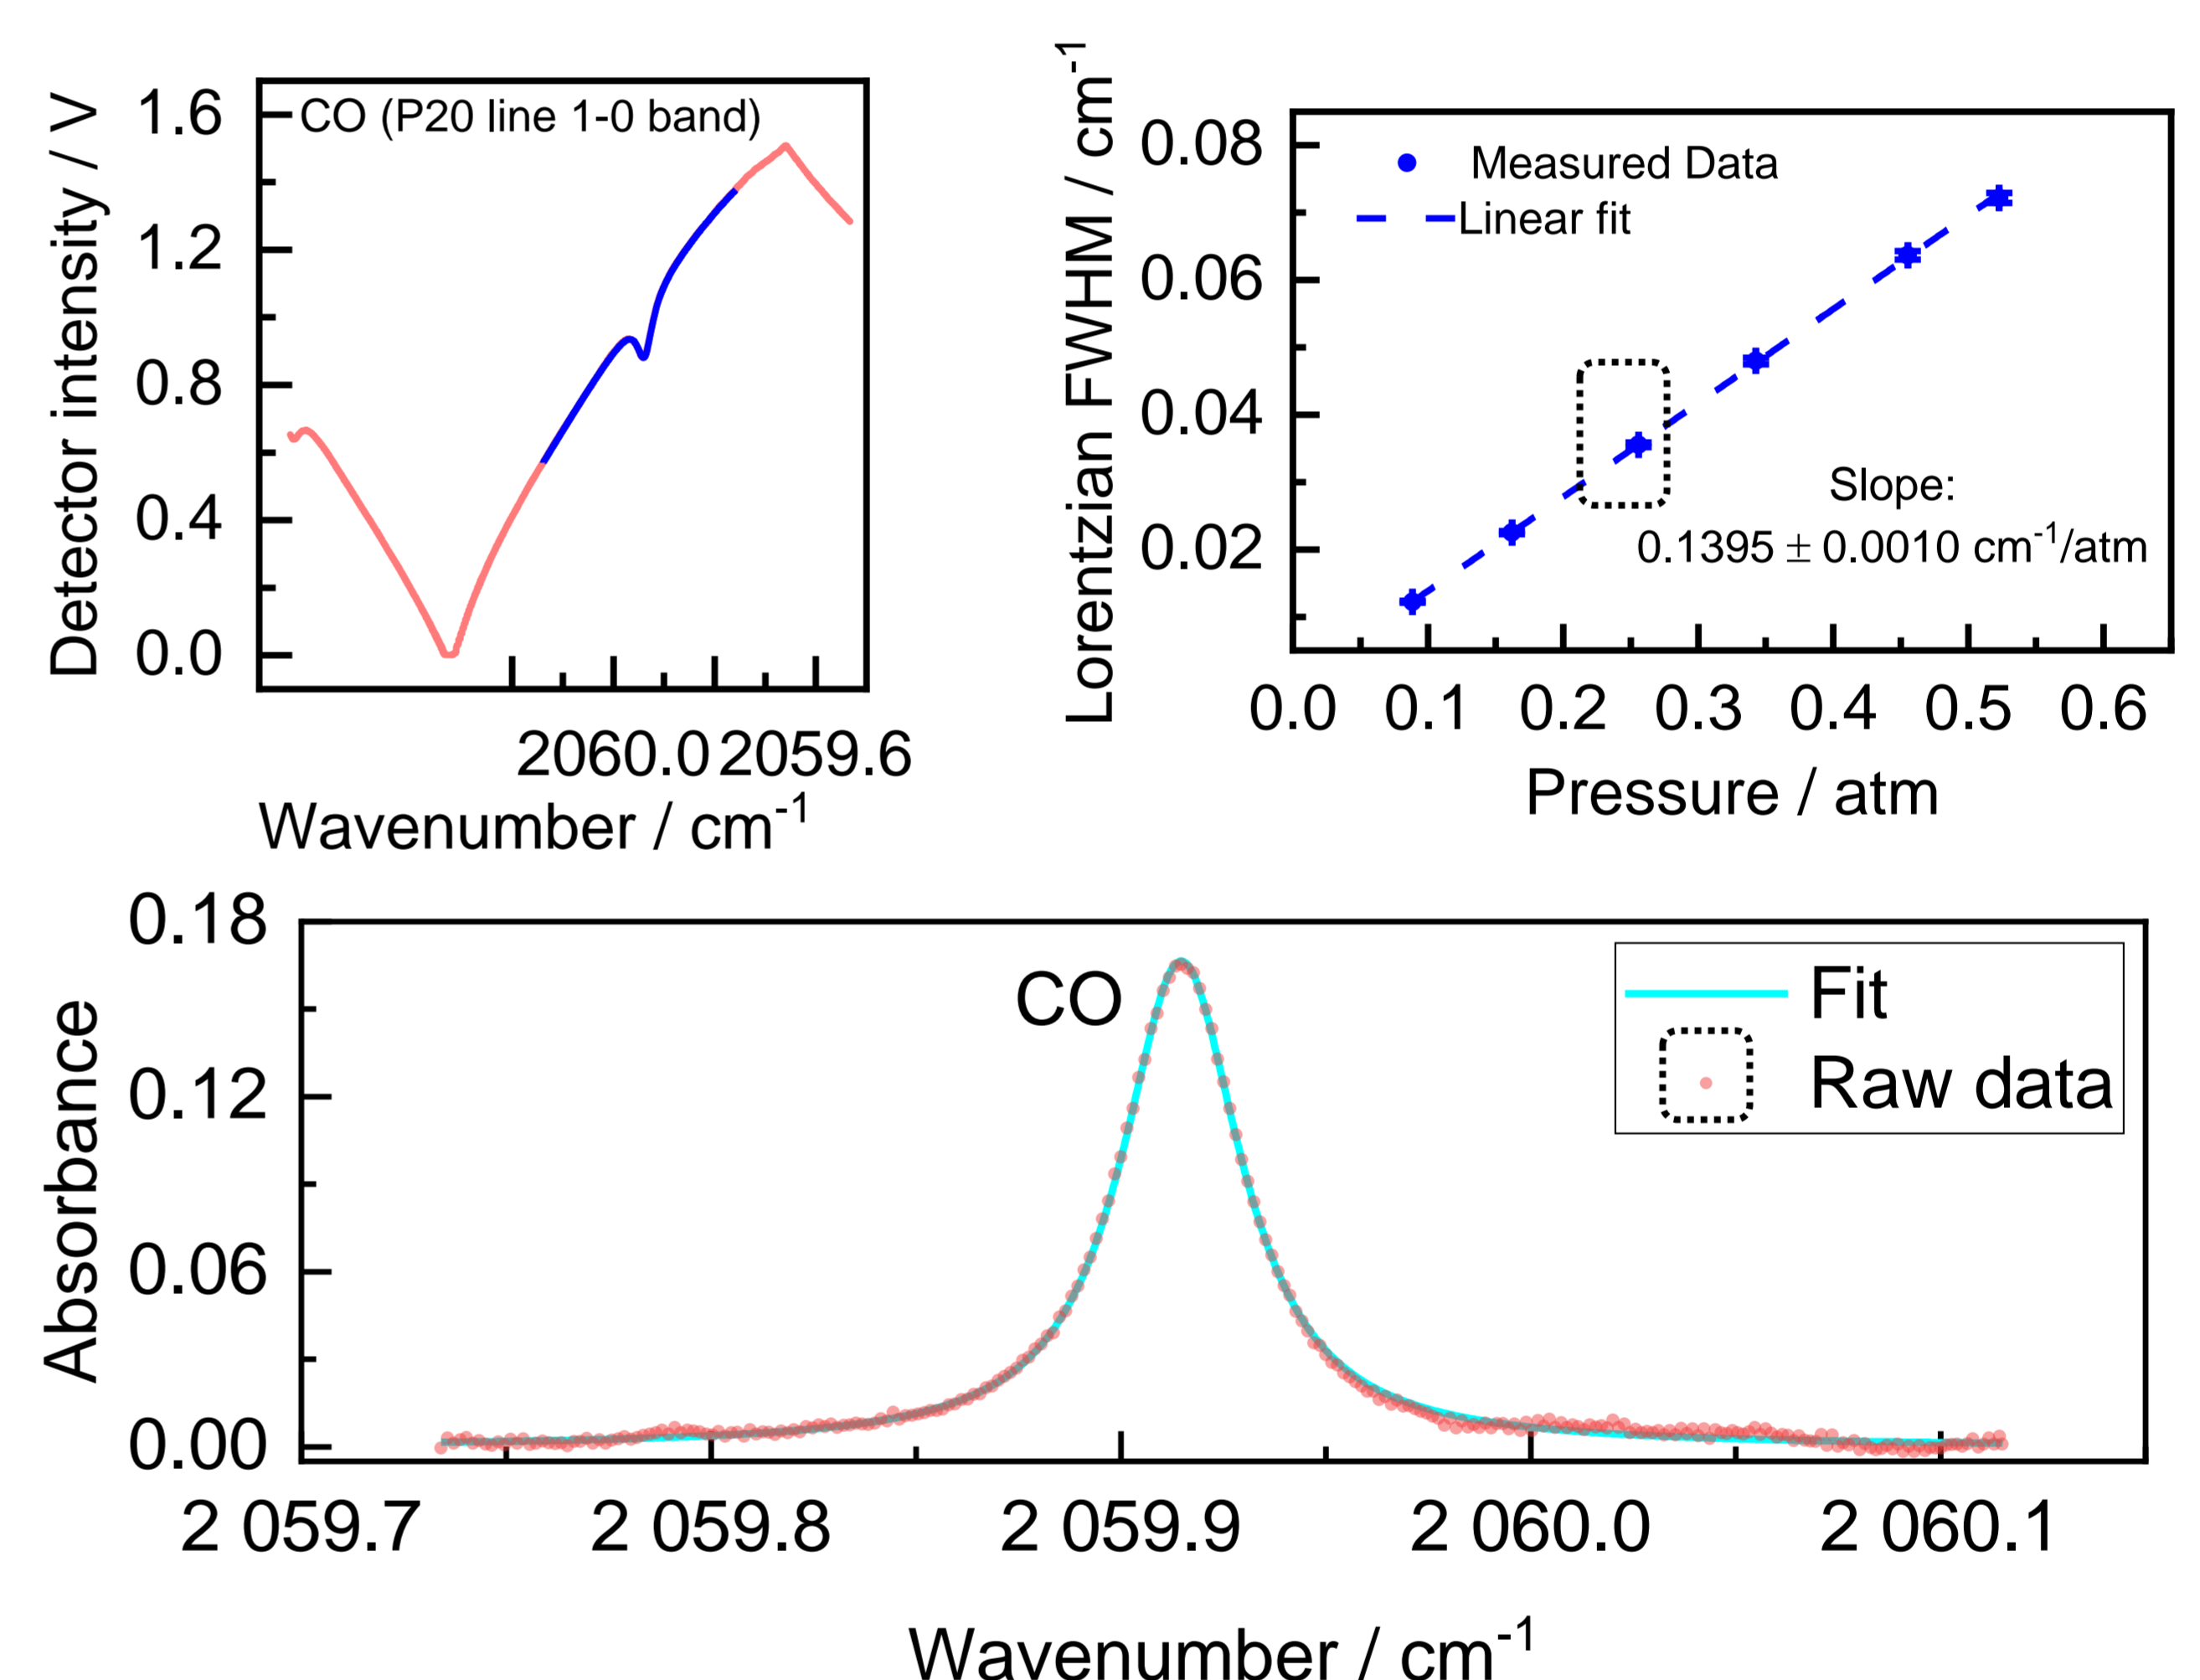 Detector intensity / V
1.6
1.2
0.8
0.4
0.0
CO (P20 line 1-0 band)
2060.0 2059.6
Wavenumber / cm⁻¹
Lorentzian FWHM / cm⁻¹
0.08
0.06
0.04
0.02
Measured Data
Linear fit
Slope:
0.1395 ± 0.0010 cm⁻¹/atm
0.0 0.1 0.2 0.3 0.4 0.5 0.6
Pressure / atm
Absorbance
0.18
0.12
0.06
0.00
CO
Fit
Raw data
2 059.7 2 059.8 2 059.9 2 060.0 2 060.1
Wavenumber / cm⁻¹